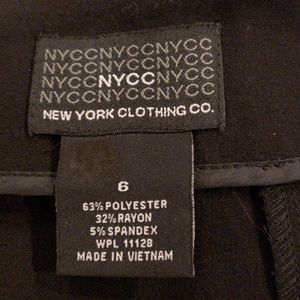 NYCCNYCCNYCC
NYCCNYCCNYCC
NYCCNYCCNYCC
NYCCNYCCNYCC
NEW YORK CLOTHING CO.
6
63% POLYESTER
32% RAYON
5% SPANDEX
WPL 11128
MADE IN VIETNAM